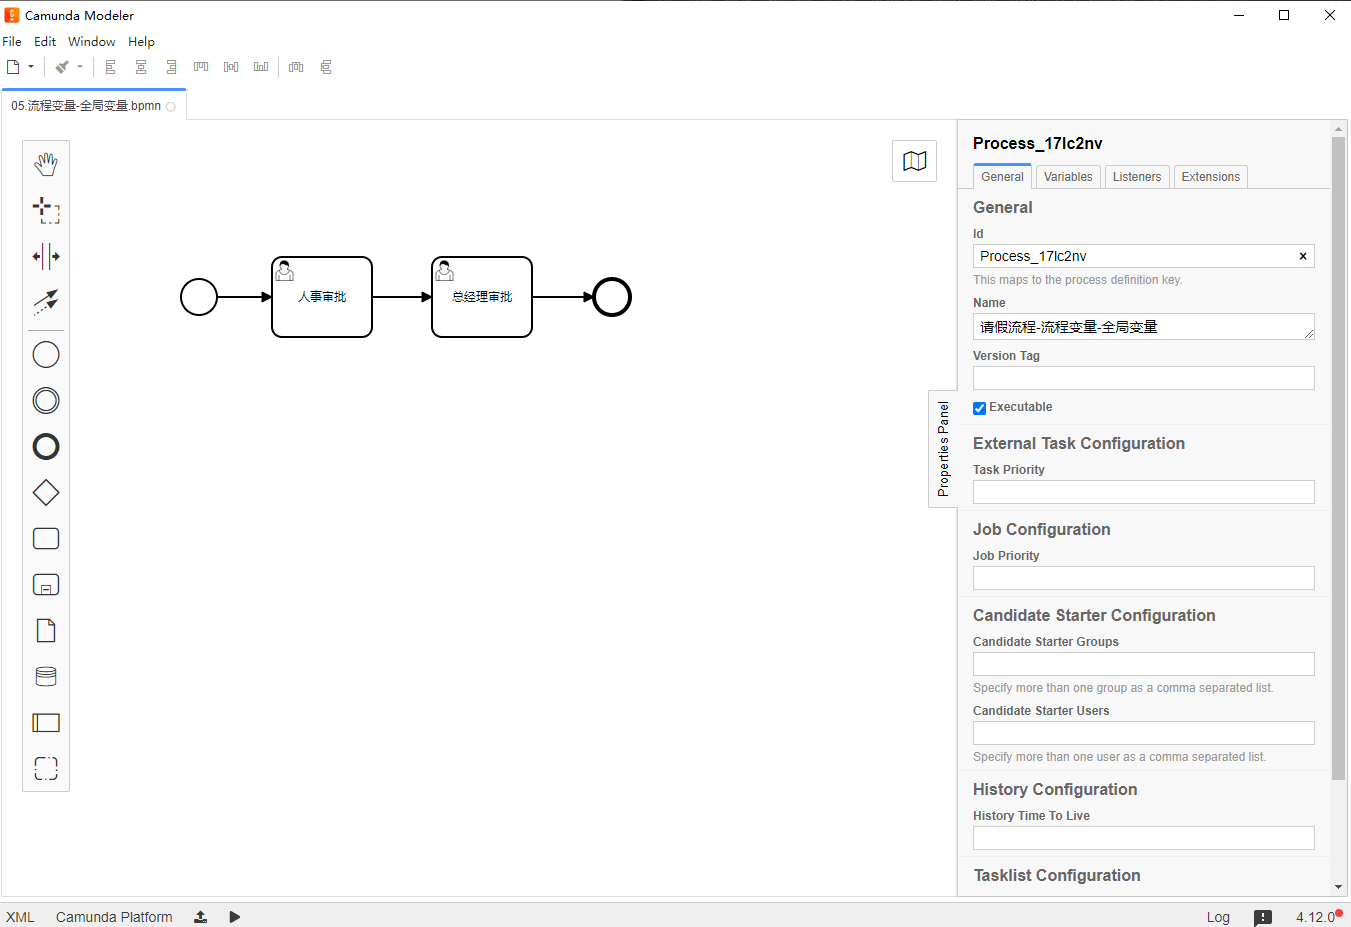 Camunda Modeler
File Edit Window Help
05.流程变量-全局变量.bpmn
人事审批
总经理审批
Properties Panel
Process_17lc2nv
General Variables Listeners Extensions
General
Id
Process_17lc2nv
This maps to the process definition key.
Name
请假流程-流程变量-全局变量
Version Tag
Executable
External Task Configuration
Task Priority
Job Configuration
Job Priority
Candidate Starter Configuration
Candidate Starter Groups
Specify more than one group as a comma separated list.
Candidate Starter Users
Specify more than one user as a comma separated list.
History Configuration
History Time To Live
Tasklist Configuration
XML Camunda Platform Log 4.12.0